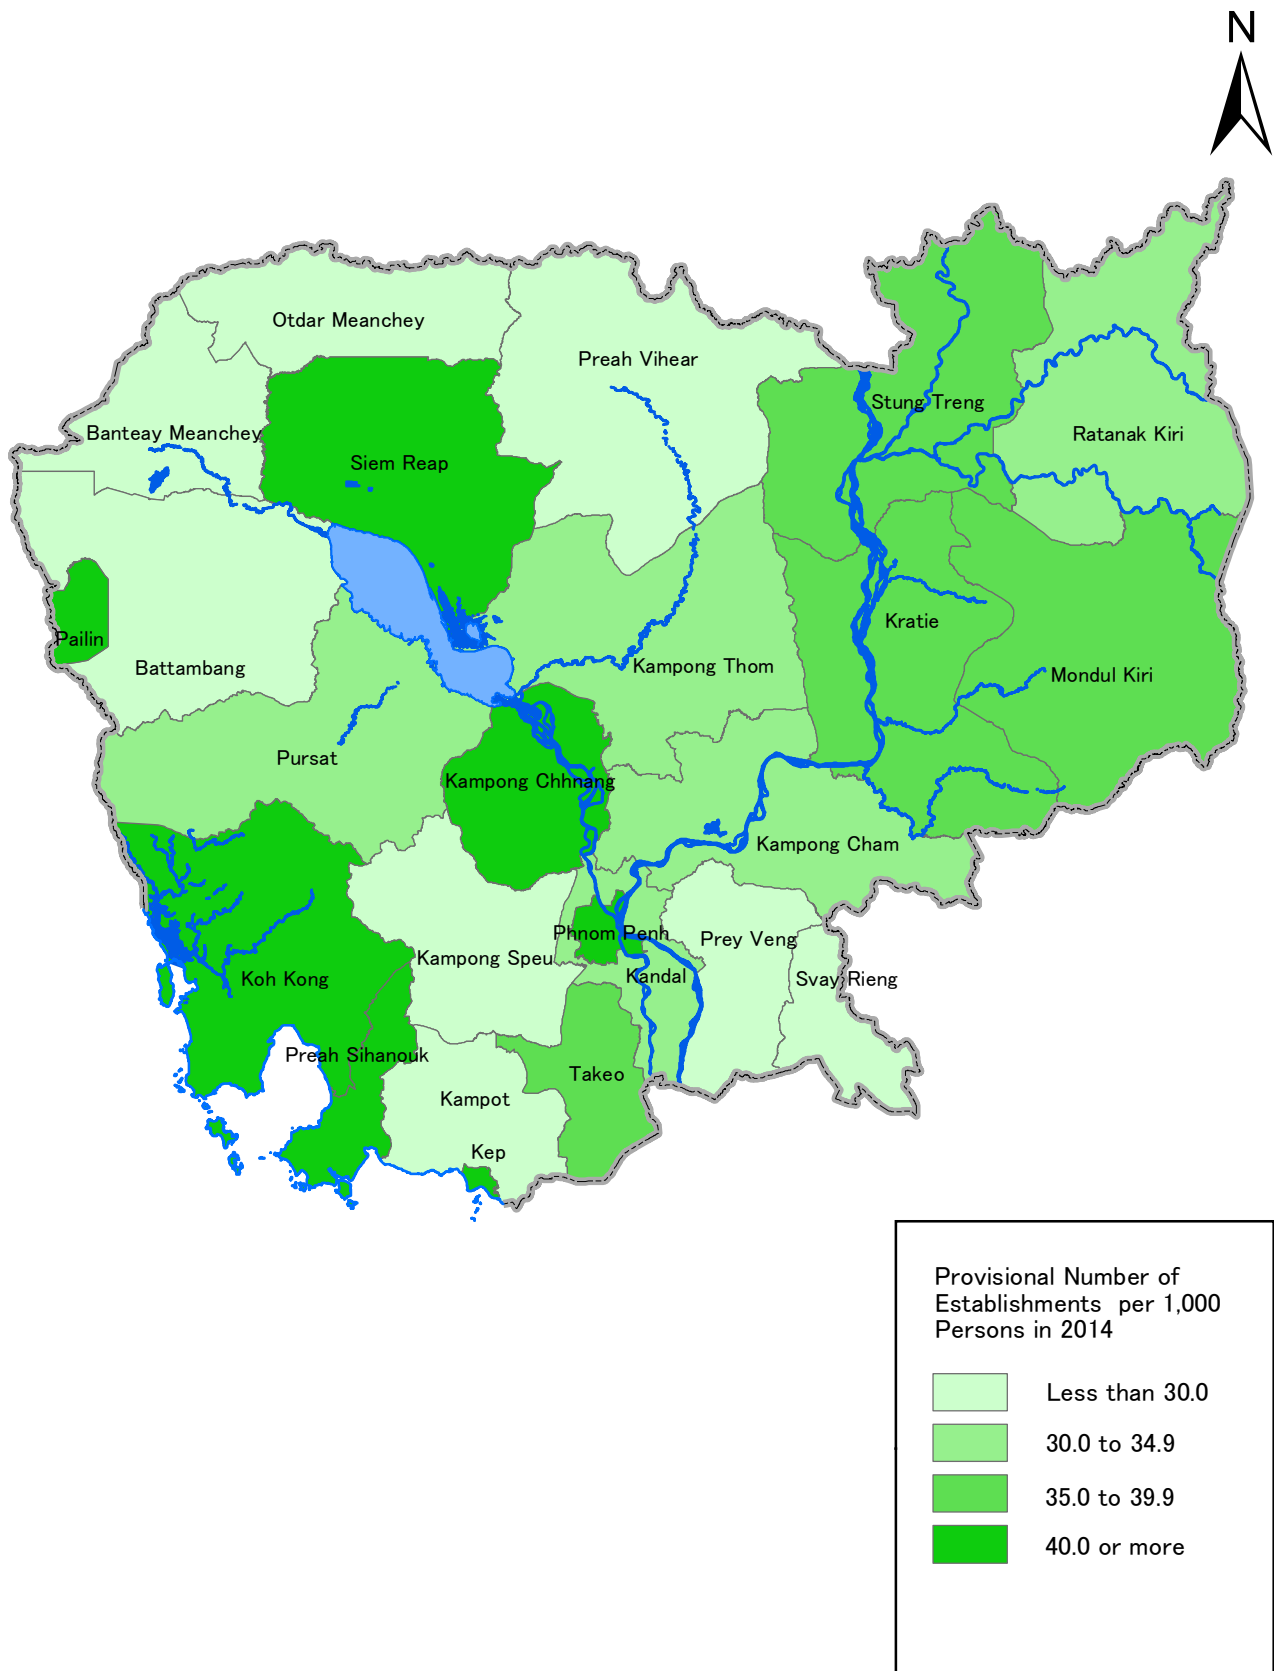 N
Otdar Meanchey
Preah Vihear
Stung Treng
Banteay Meanchey
Ratanak Kiri
Siem Reap
Kratie
Pailin
Battambang
Kampong Thom
Mondul Kiri
Pursat
Kampong Chhnang
Kampong Cham
Phnom Penh
Prey Veng
Kampong Speu
Kandal
Svay Rieng
Koh Kong
Preah Sihanouk
Takeo
Kampot
Kep
Provisional Number of
Establishments per 1,000
Persons in 2014
Less than 30.0
30.0 to 34.9
35.0 to 39.9
40.0 or more